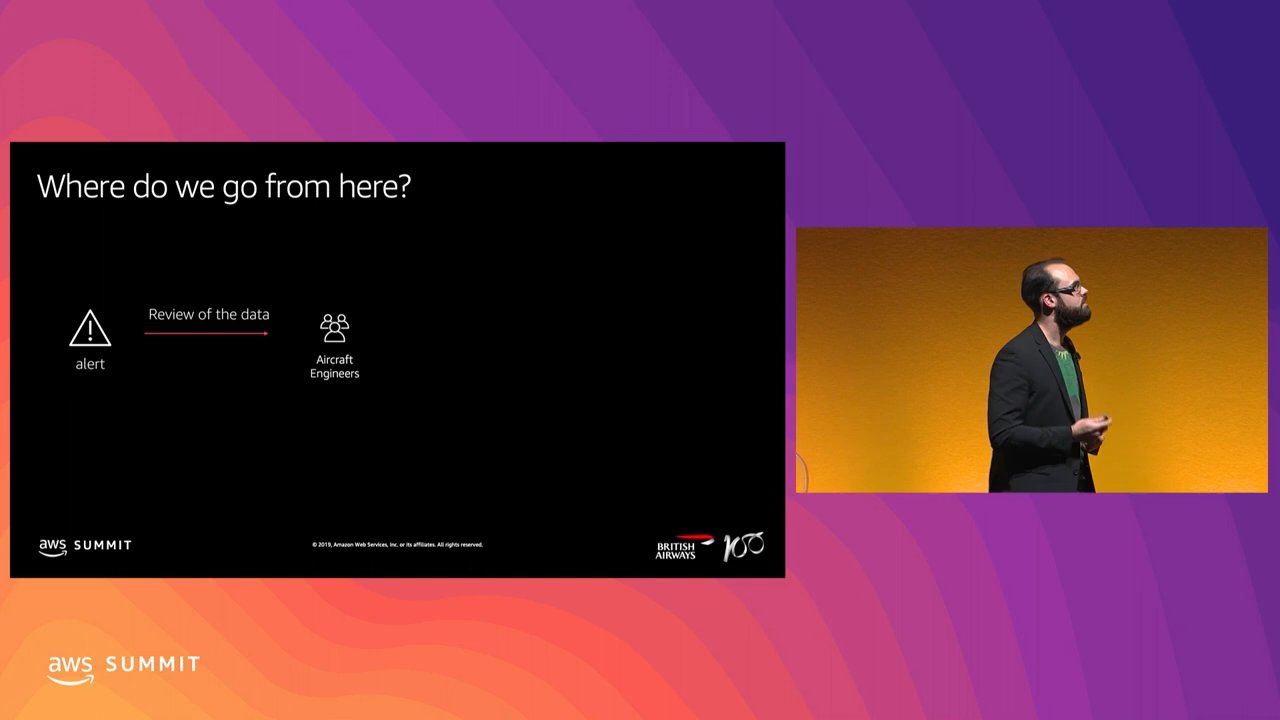 Where do we go from here?
Review of the data
alert
Aircraft
Engineers
aws SUMMIT
© 2019, Amazon Web Services, Inc. or its affiliates. All rights reserved.
BRITISH
AIRWAYS
100
aws SUMMIT